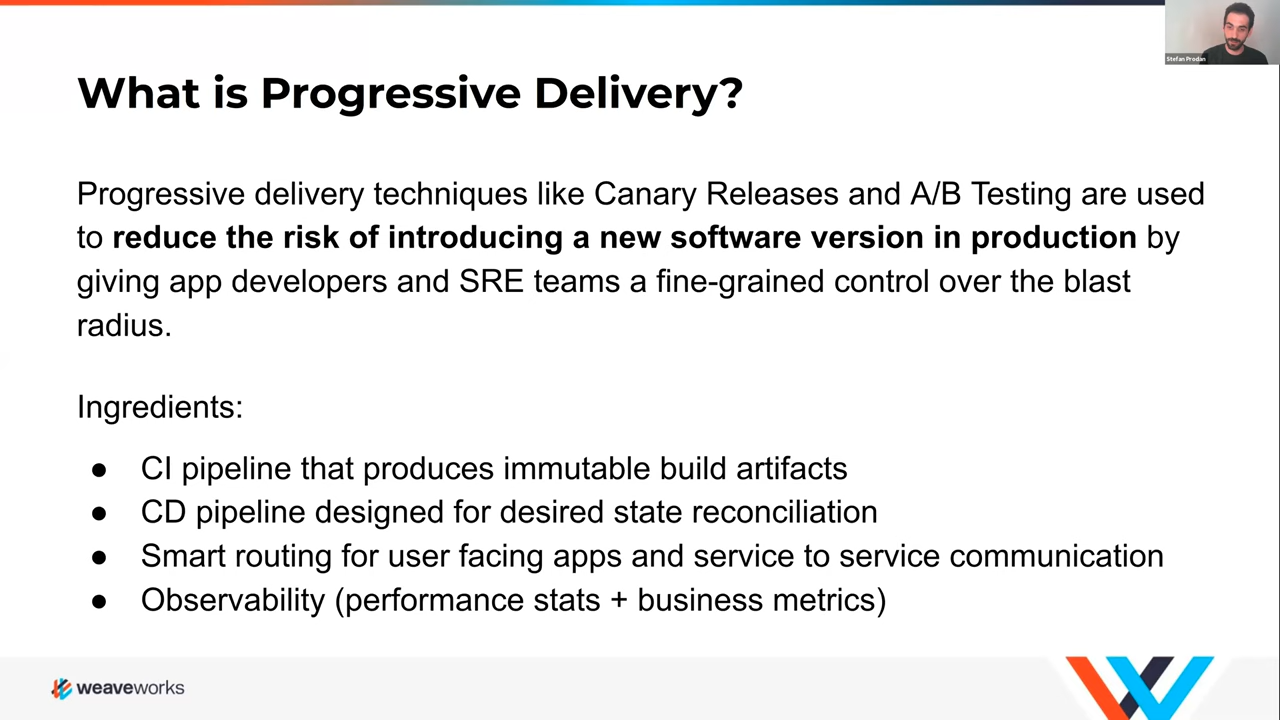 Stefan Prodan
What is Progressive Delivery?
Progressive delivery techniques like Canary Releases and A/B Testing are used
to reduce the risk of introducing a new software version in production by
giving app developers and SRE teams a fine-grained control over the blast
radius.
Ingredients:
● CI pipeline that produces immutable build artifacts
● CD pipeline designed for desired state reconciliation
● Smart routing for user facing apps and service to service communication
● Observability (performance stats + business metrics)
weaveworks